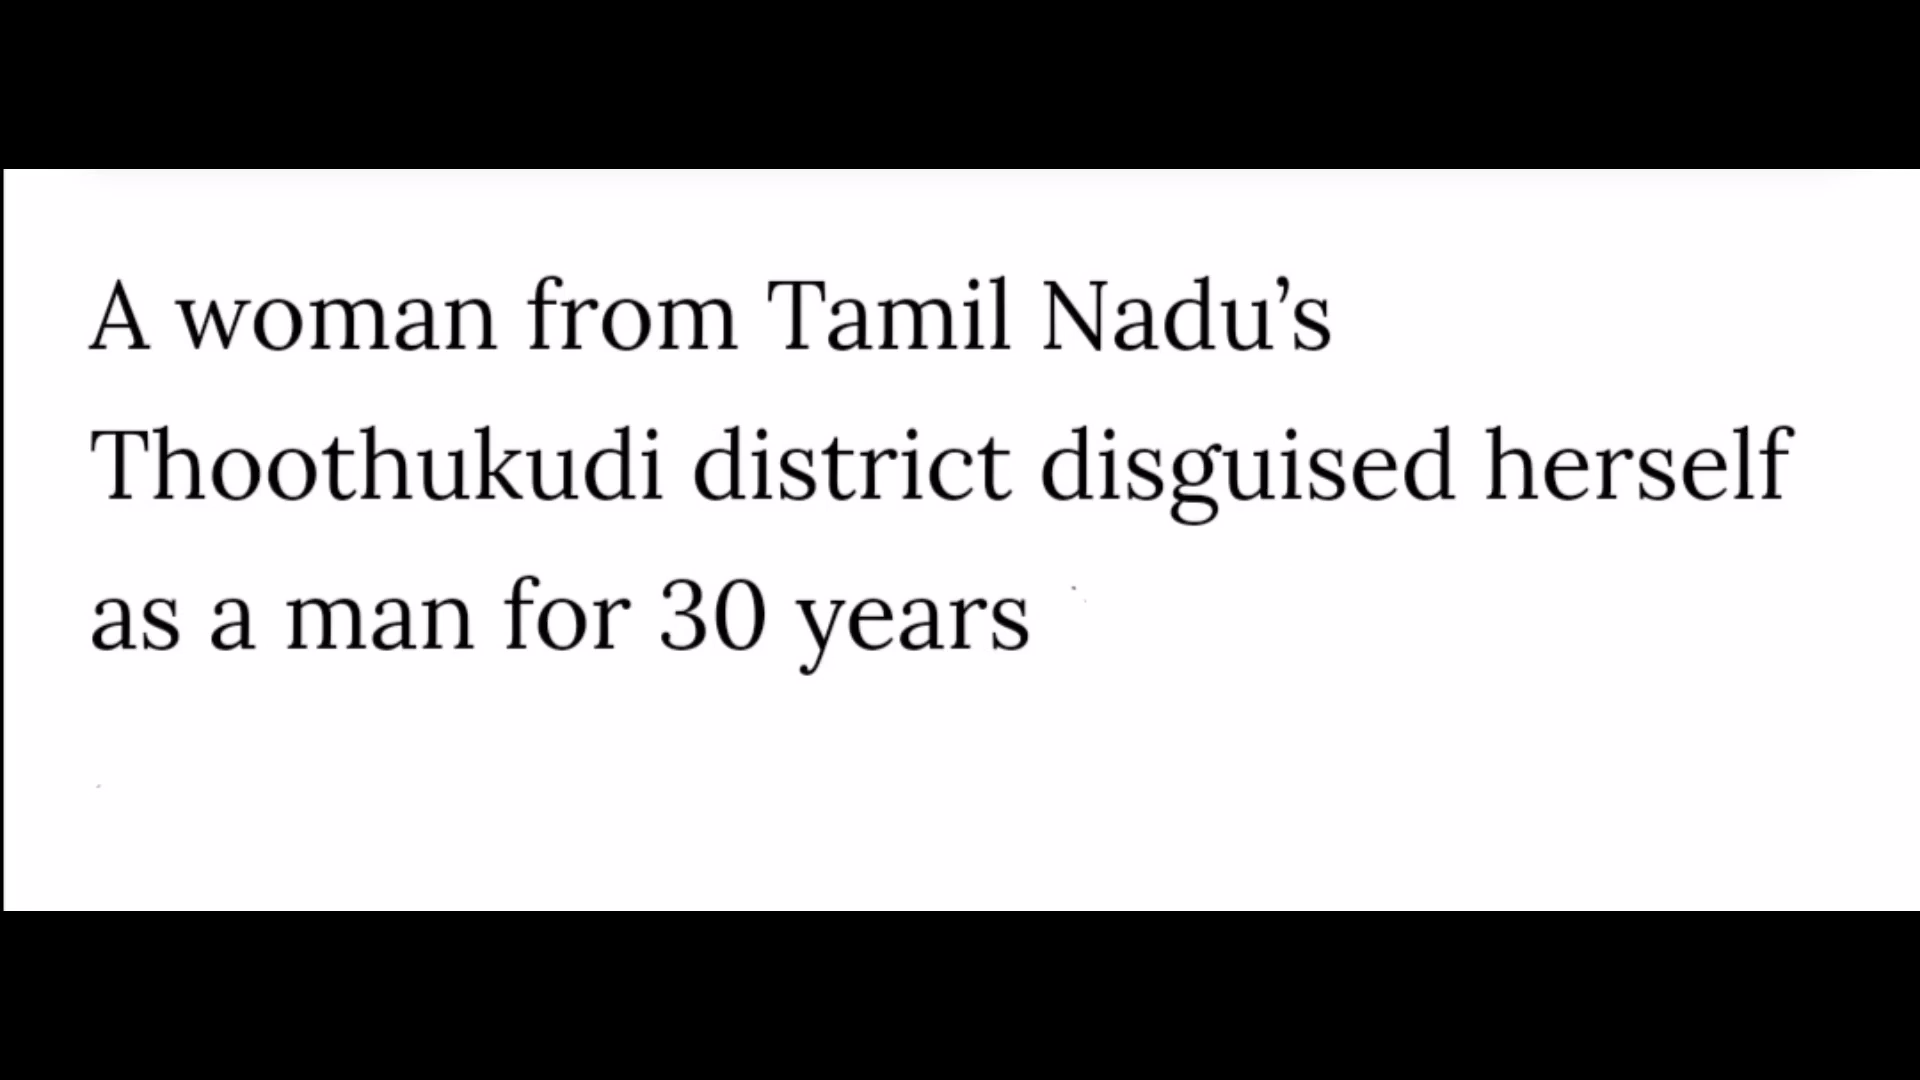 A woman from Tamil Nadu’s
Thoothukudi district disguised herself
as a man for 30 years